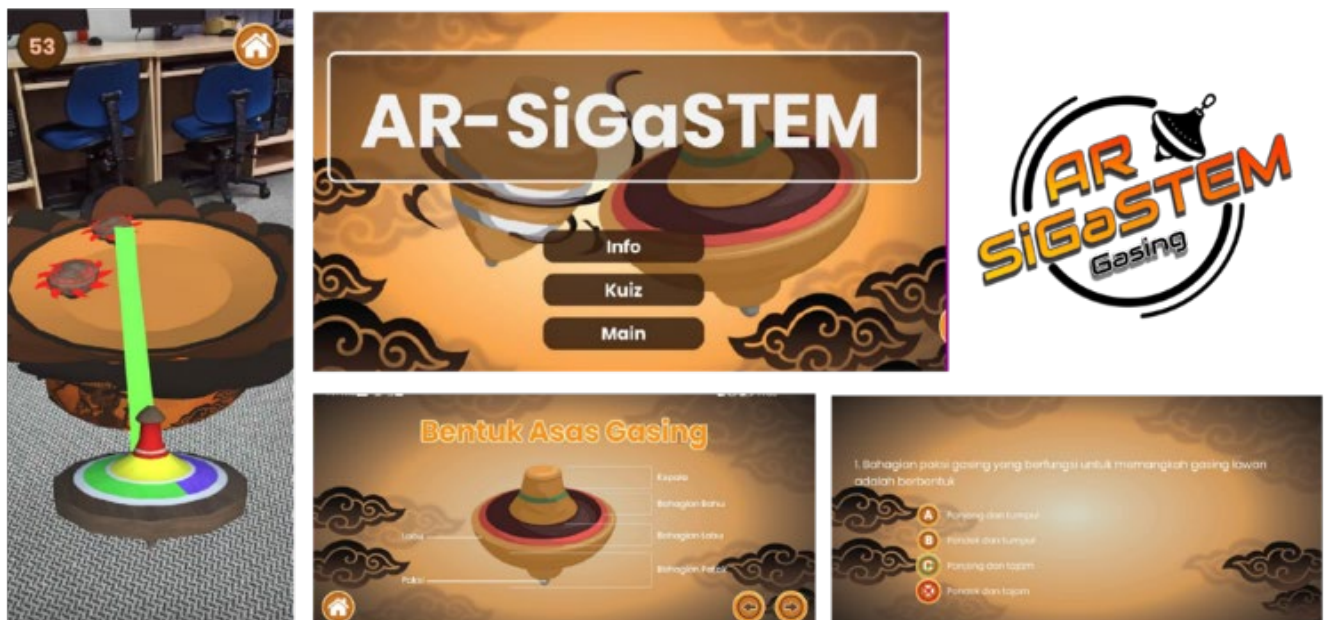 53
AR-SiGaSTEM
Info
Kuiz
Main
AR
SiGaSTEM
Gasing
Bentuk Asas Gasing
Kepala
Bahagian Bahu
Labu
Bahagian Labu
Paksi
Bahagian Paksi
1. Bahagian paksi gasing yang berfungsi untuk memangkah gasing lawan
adalah berbentuk
A Panjang dan tumpul
B Pendek dan tumpul
C Panjang dan tajam
Pendek dan tajam